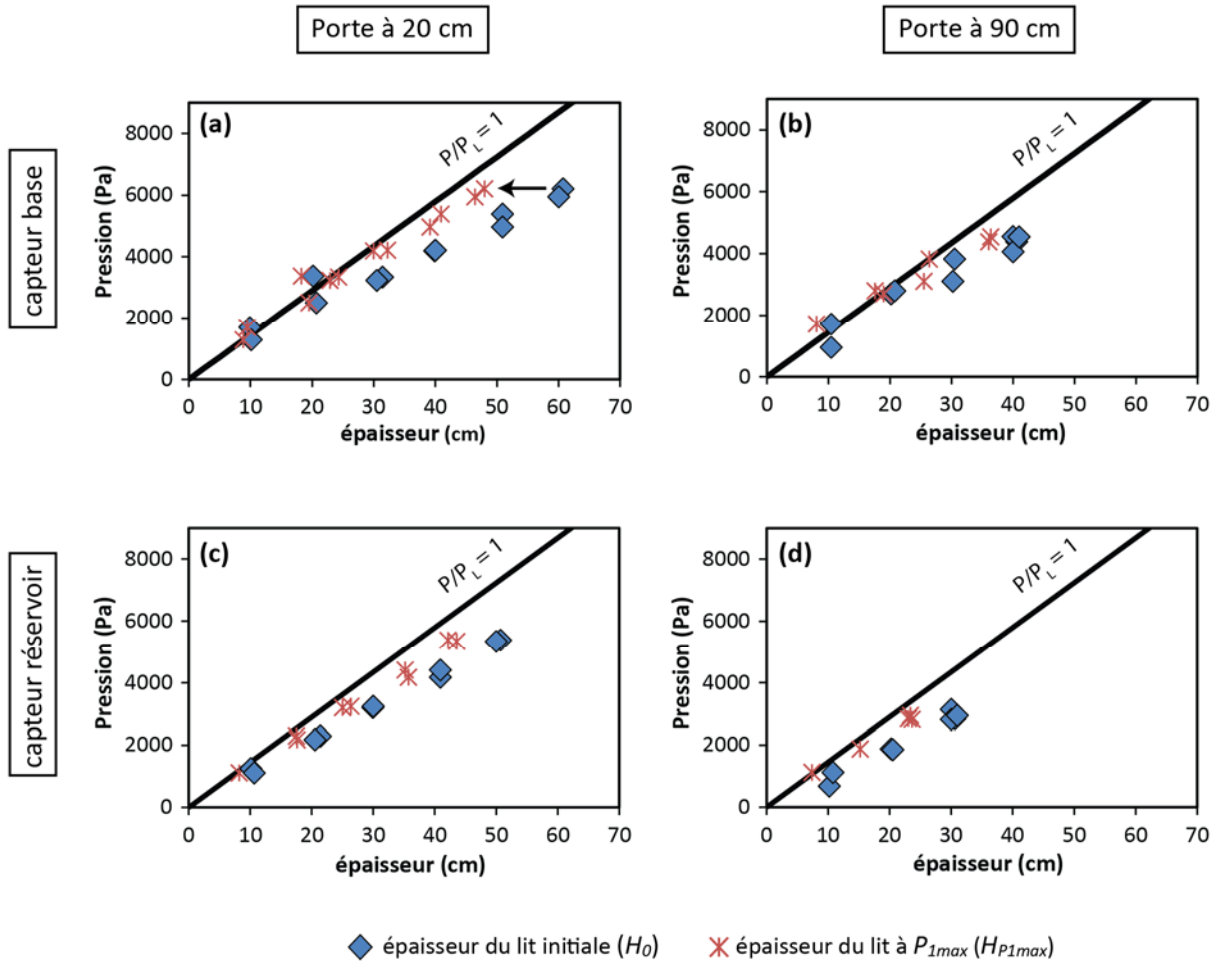 Porte à 20 cm
Porte à 90 cm
capteur base
(a)
P/P_L = 1
Pression (Pa)
8000
6000
4000
2000
0
0 10 20 30 40 50 60 70
épaisseur (cm)
(b)
P/P_L = 1
Pression (Pa)
8000
6000
4000
2000
0
0 10 20 30 40 50 60 70
épaisseur (cm)
capteur réservoir
(c)
P/P_L = 1
Pression (Pa)
8000
6000
4000
2000
0
0 10 20 30 40 50 60 70
épaisseur (cm)
(d)
P/P_L = 1
Pression (Pa)
8000
6000
4000
2000
0
0 10 20 30 40 50 60 70
épaisseur (cm)
épaisseur du lit initiale (H0)
épaisseur du lit à P1max (HP1max)